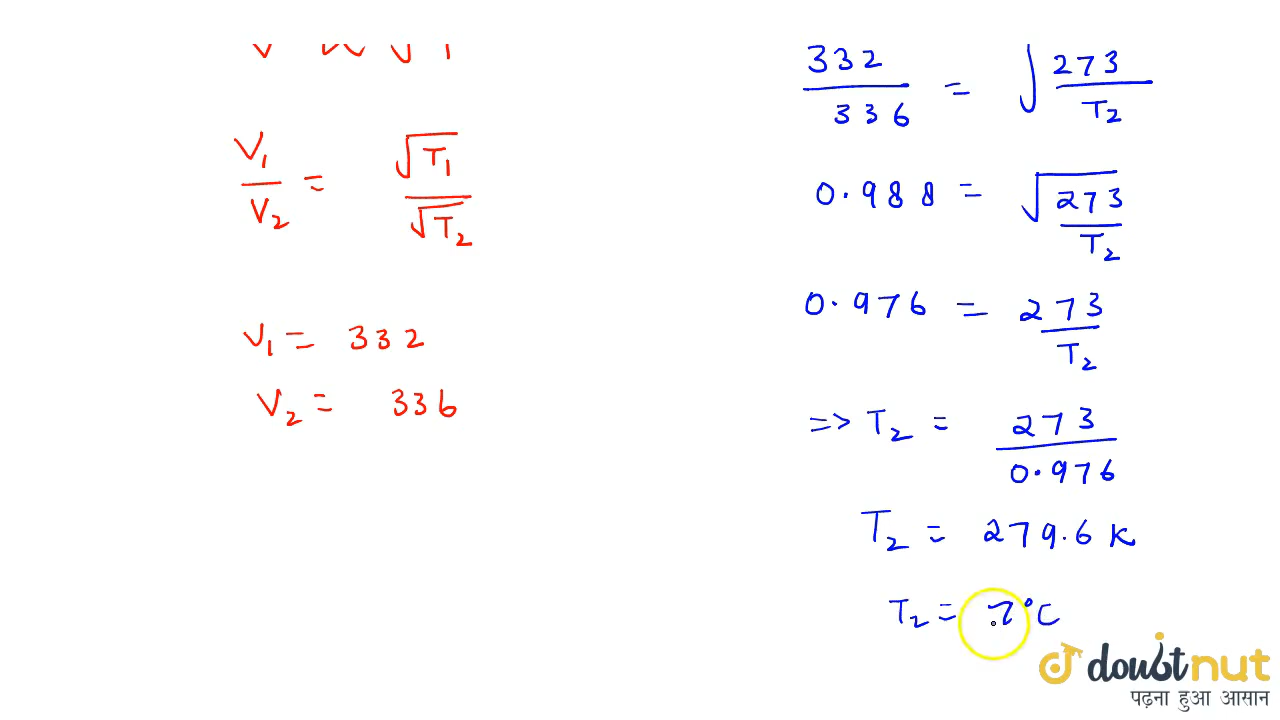 V ∝ √T
V₁/V₂ = √T₁/√T₂
V₁ = 332
V₂ = 336
332/336 = √273/T₂
0.988 = √273/T₂
0.976 = 273/T₂
=> T₂ = 273/0.976
T₂ = 279.6 K
T₂ = 7°C
doubtnut
पढ़ना हुआ आसान